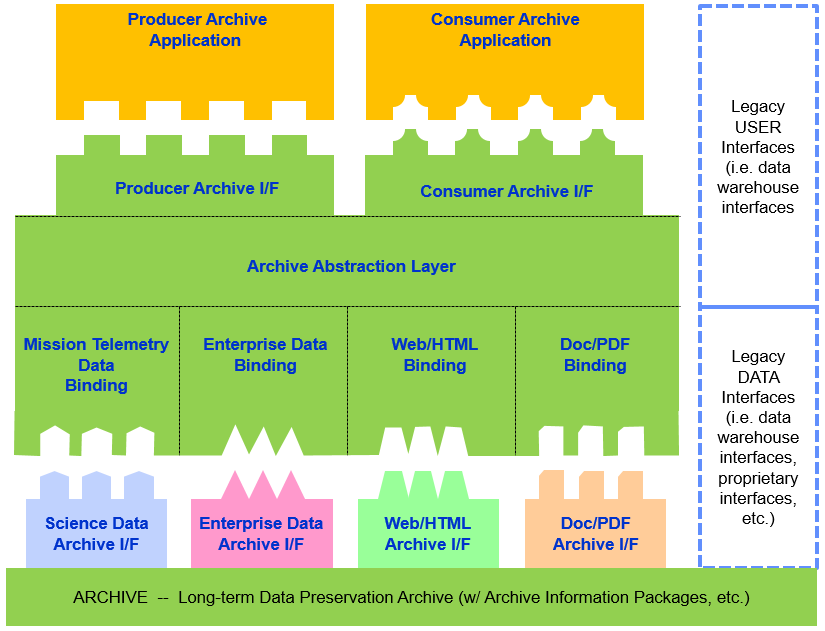 Producer Archive
Application
Consumer Archive
Application
Legacy
USER
Interfaces
(i.e. data
warehouse
interfaces
Producer Archive I/F
Consumer Archive I/F
Archive Abstraction Layer
Mission Telemetry
Data
Binding
Enterprise Data
Binding
Web/HTML
Binding
Doc/PDF
Binding
Legacy
DATA
Interfaces
(i.e. data
warehouse
interfaces,
proprietary
interfaces,
etc.)
Science Data
Archive I/F
Enterprise Data
Archive I/F
Web/HTML
Archive I/F
Doc/PDF
Archive I/F
ARCHIVE -- Long-term Data Preservation Archive (w/ Archive Information Packages, etc.)